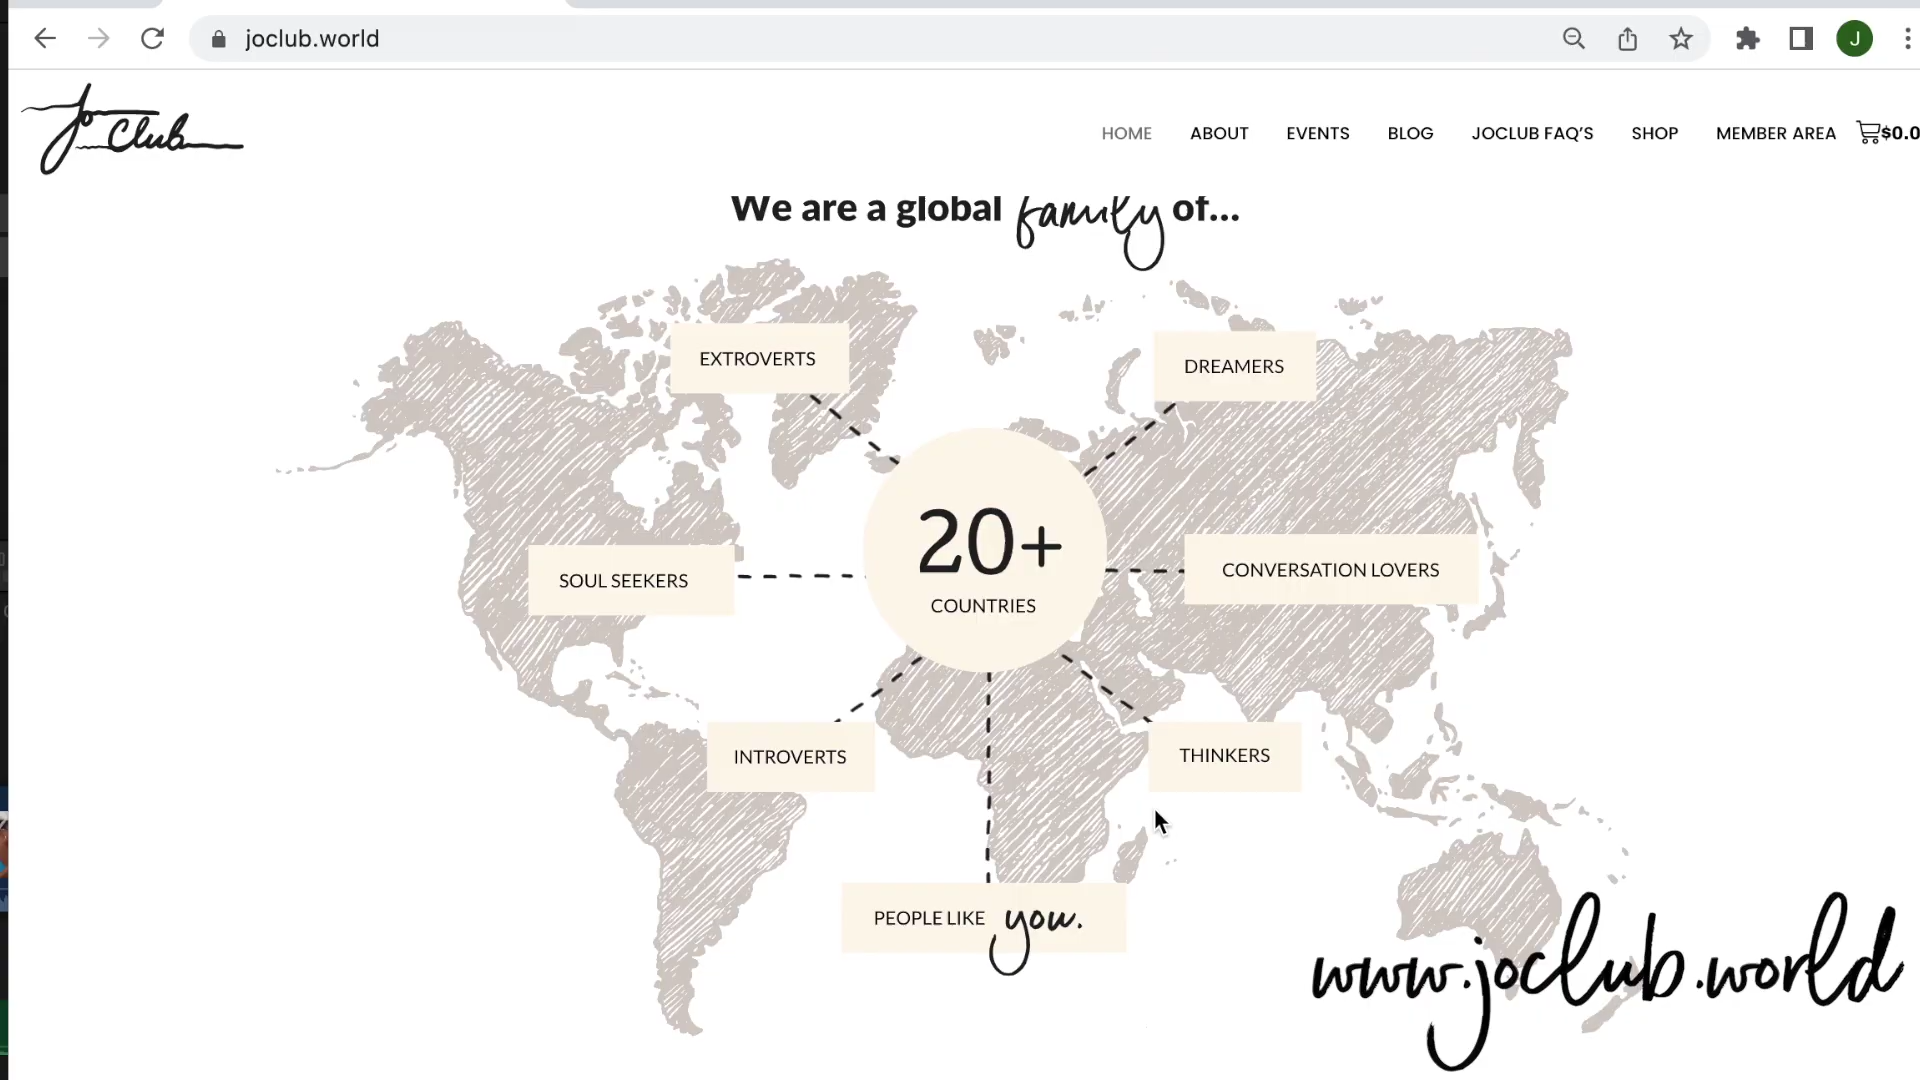 joclub.world
J
Jo Club
HOME ABOUT EVENTS BLOG JOCLUB FAQ'S SHOP MEMBER AREA $0.0
We are a global family of...
EXTROVERTS
DREAMERS
20+
COUNTRIES
SOUL SEEKERS
CONVERSATION LOVERS
INTROVERTS
THINKERS
PEOPLE LIKE you.
www.joclub.world